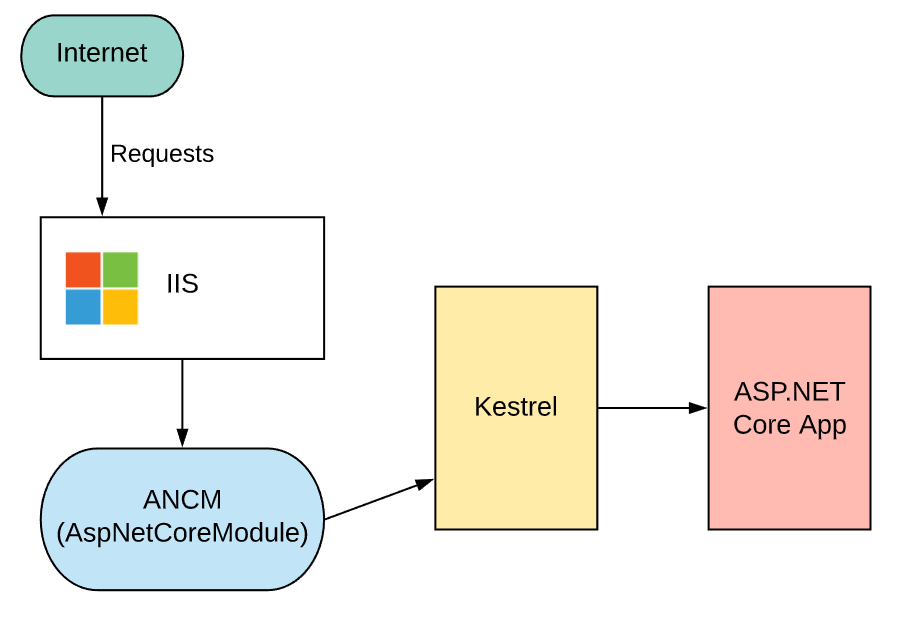 Internet
Requests
IIS
ANCM
(AspNetCoreModule)
Kestrel
ASP.NET
Core App